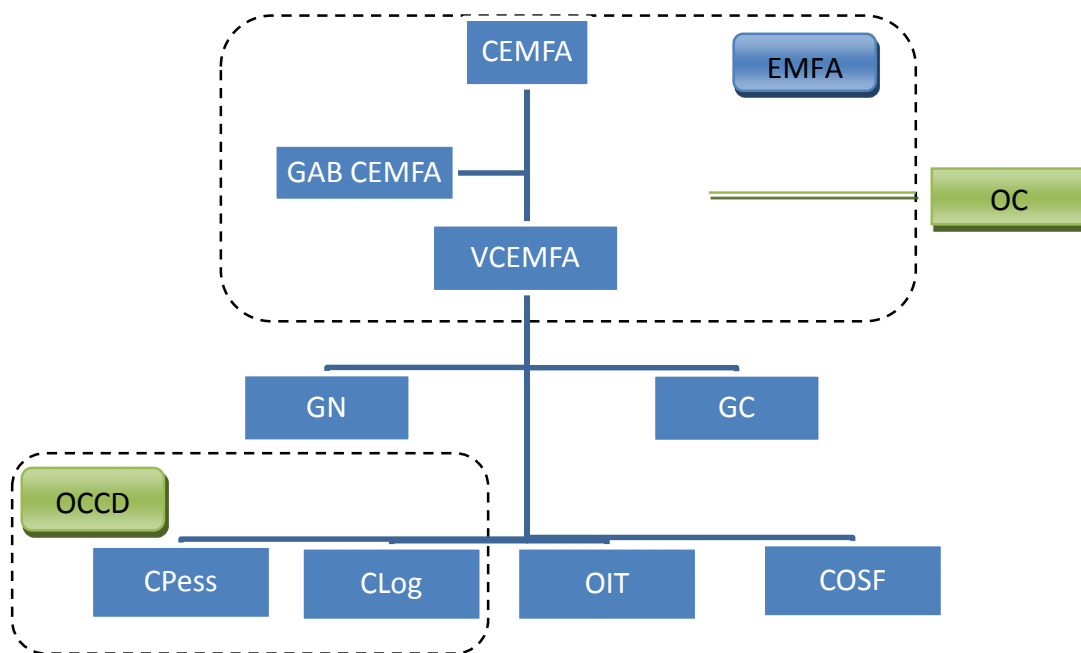 CEMFA
EMFA
GAB CEMFA
OC
VCEMFA
GN
GC
OCCD
CPess
CLog
OIT
COSF